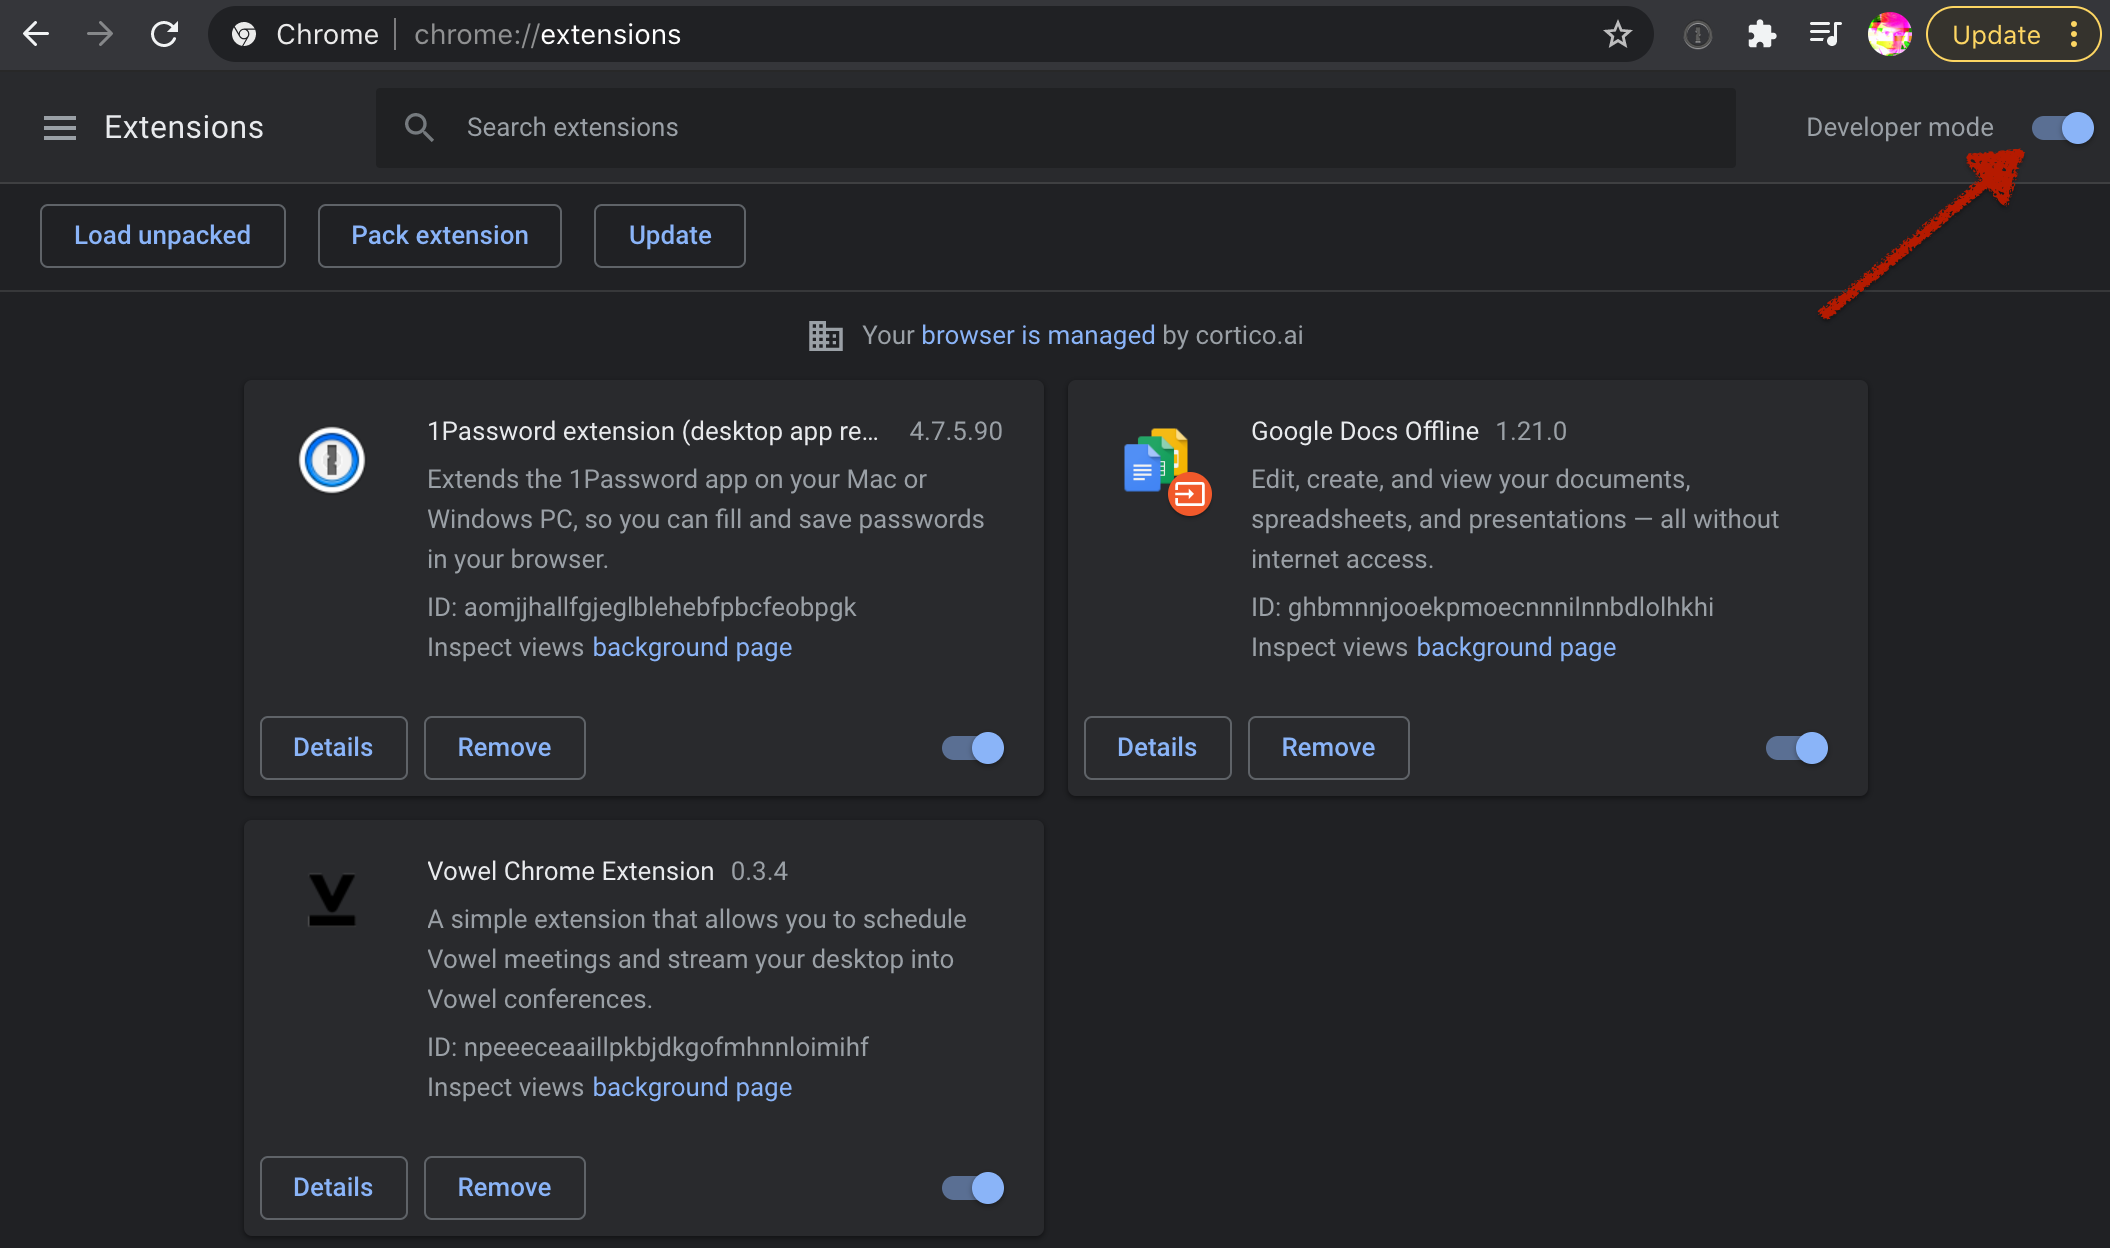 Chrome | chrome://extensions
Update
Extensions
Search extensions
Developer mode
Load unpacked
Pack extension
Update
Your browser is managed by cortico.ai
1Password extension (desktop app re... 4.7.5.90
Extends the 1Password app on your Mac or
Windows PC, so you can fill and save passwords
in your browser.
ID: aomjjhallfgjeglblehebfpbcfeobpgk
Inspect views background page
Details
Remove
Google Docs Offline 1.21.0
Edit, create, and view your documents,
spreadsheets, and presentations — all without
internet access.
ID: ghbmnnjooekpmoecnnnilnnbdlolhkhi
Inspect views background page
Details
Remove
Vowel Chrome Extension 0.3.4
A simple extension that allows you to schedule
Vowel meetings and stream your desktop into
Vowel conferences.
ID: npeeeceaaillpkbjdkgofmhnnloimihf
Inspect views background page
Details
Remove